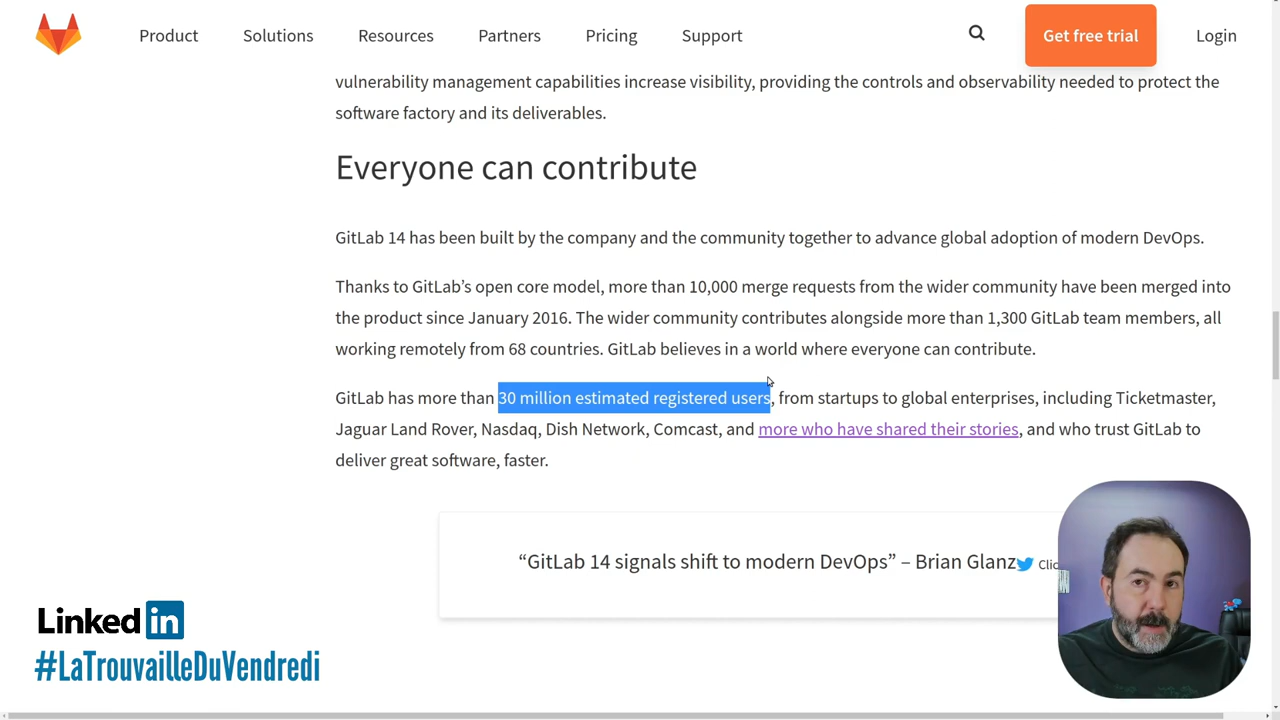 Product Solutions Resources Partners Pricing Support Get free trial Login
vulnerability management capabilities increase visibility, providing the controls and observability needed to protect the
software factory and its deliverables.
Everyone can contribute
GitLab 14 has been built by the company and the community together to advance global adoption of modern DevOps.
Thanks to GitLab’s open core model, more than 10,000 merge requests from the wider community have been merged into
the product since January 2016. The wider community contributes alongside more than 1,300 GitLab team members, all
working remotely from 68 countries. GitLab believes in a world where everyone can contribute.
GitLab has more than 30 million estimated registered users, from startups to global enterprises, including Ticketmaster,
Jaguar Land Rover, Nasdaq, Dish Network, Comcast, and more who have shared their stories, and who trust GitLab to
deliver great software, faster.
“GitLab 14 signals shift to modern DevOps” – Brian Glanz
Linked in
#LaTrouvailleDuVendredi